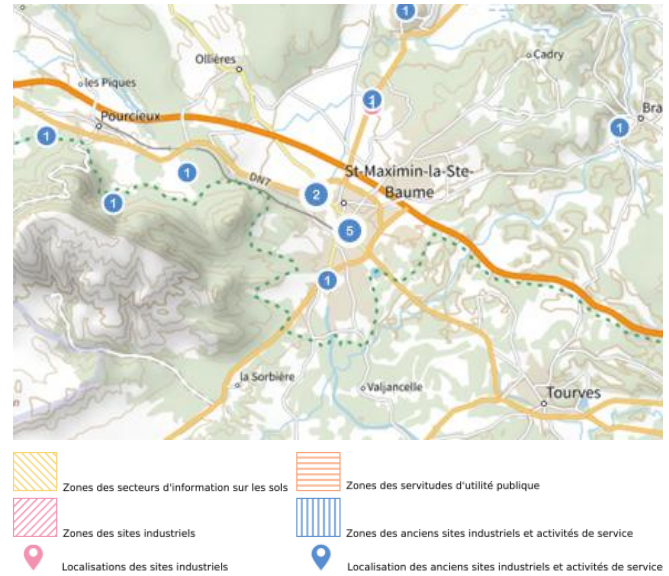 1
Ollières
Cadry
les Piques
1
Bra
Pourcieux
1
1
1
St-Maximin-la-Ste-
DN7
2
Baume
1
5
1
la Sorbière
Valjancelle
Tourves
Zones des secteurs d'information sur les sols
Zones des servitudes d'utilité publique
Zones des sites industriels
Zones des anciens sites industriels et activités de service
Localisations des sites industriels
Localisation des anciens sites industriels et activités de service